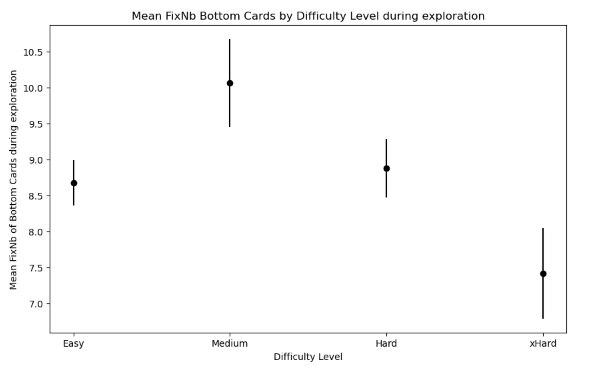 Mean FixNb Bottom Cards by Difficulty Level during exploration
Mean FixNb of Bottom Cards during exploration
10.5
10.0
9.5
9.0
8.5
8.0
7.5
7.0
Easy Medium Hard xHard
Difficulty Level